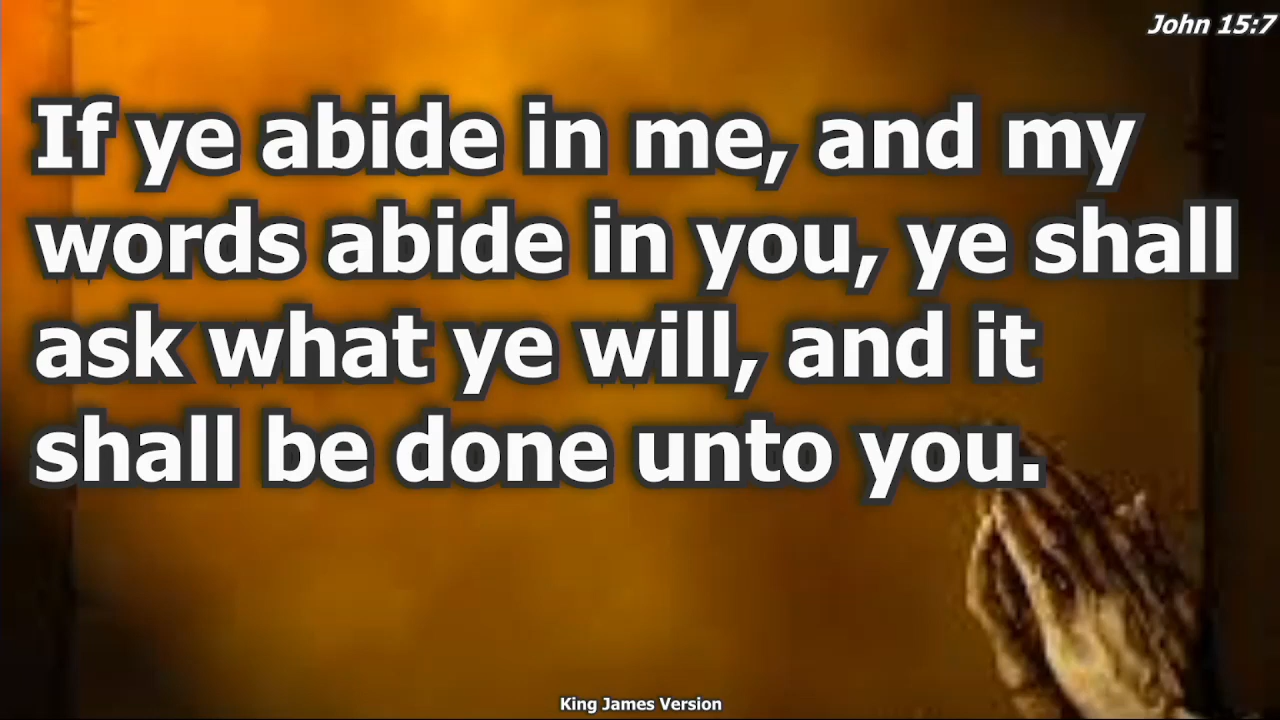 John 15:7
If ye abide in me, and my
words abide in you, ye shall
ask what ye will, and it
shall be done unto you.
King James Version